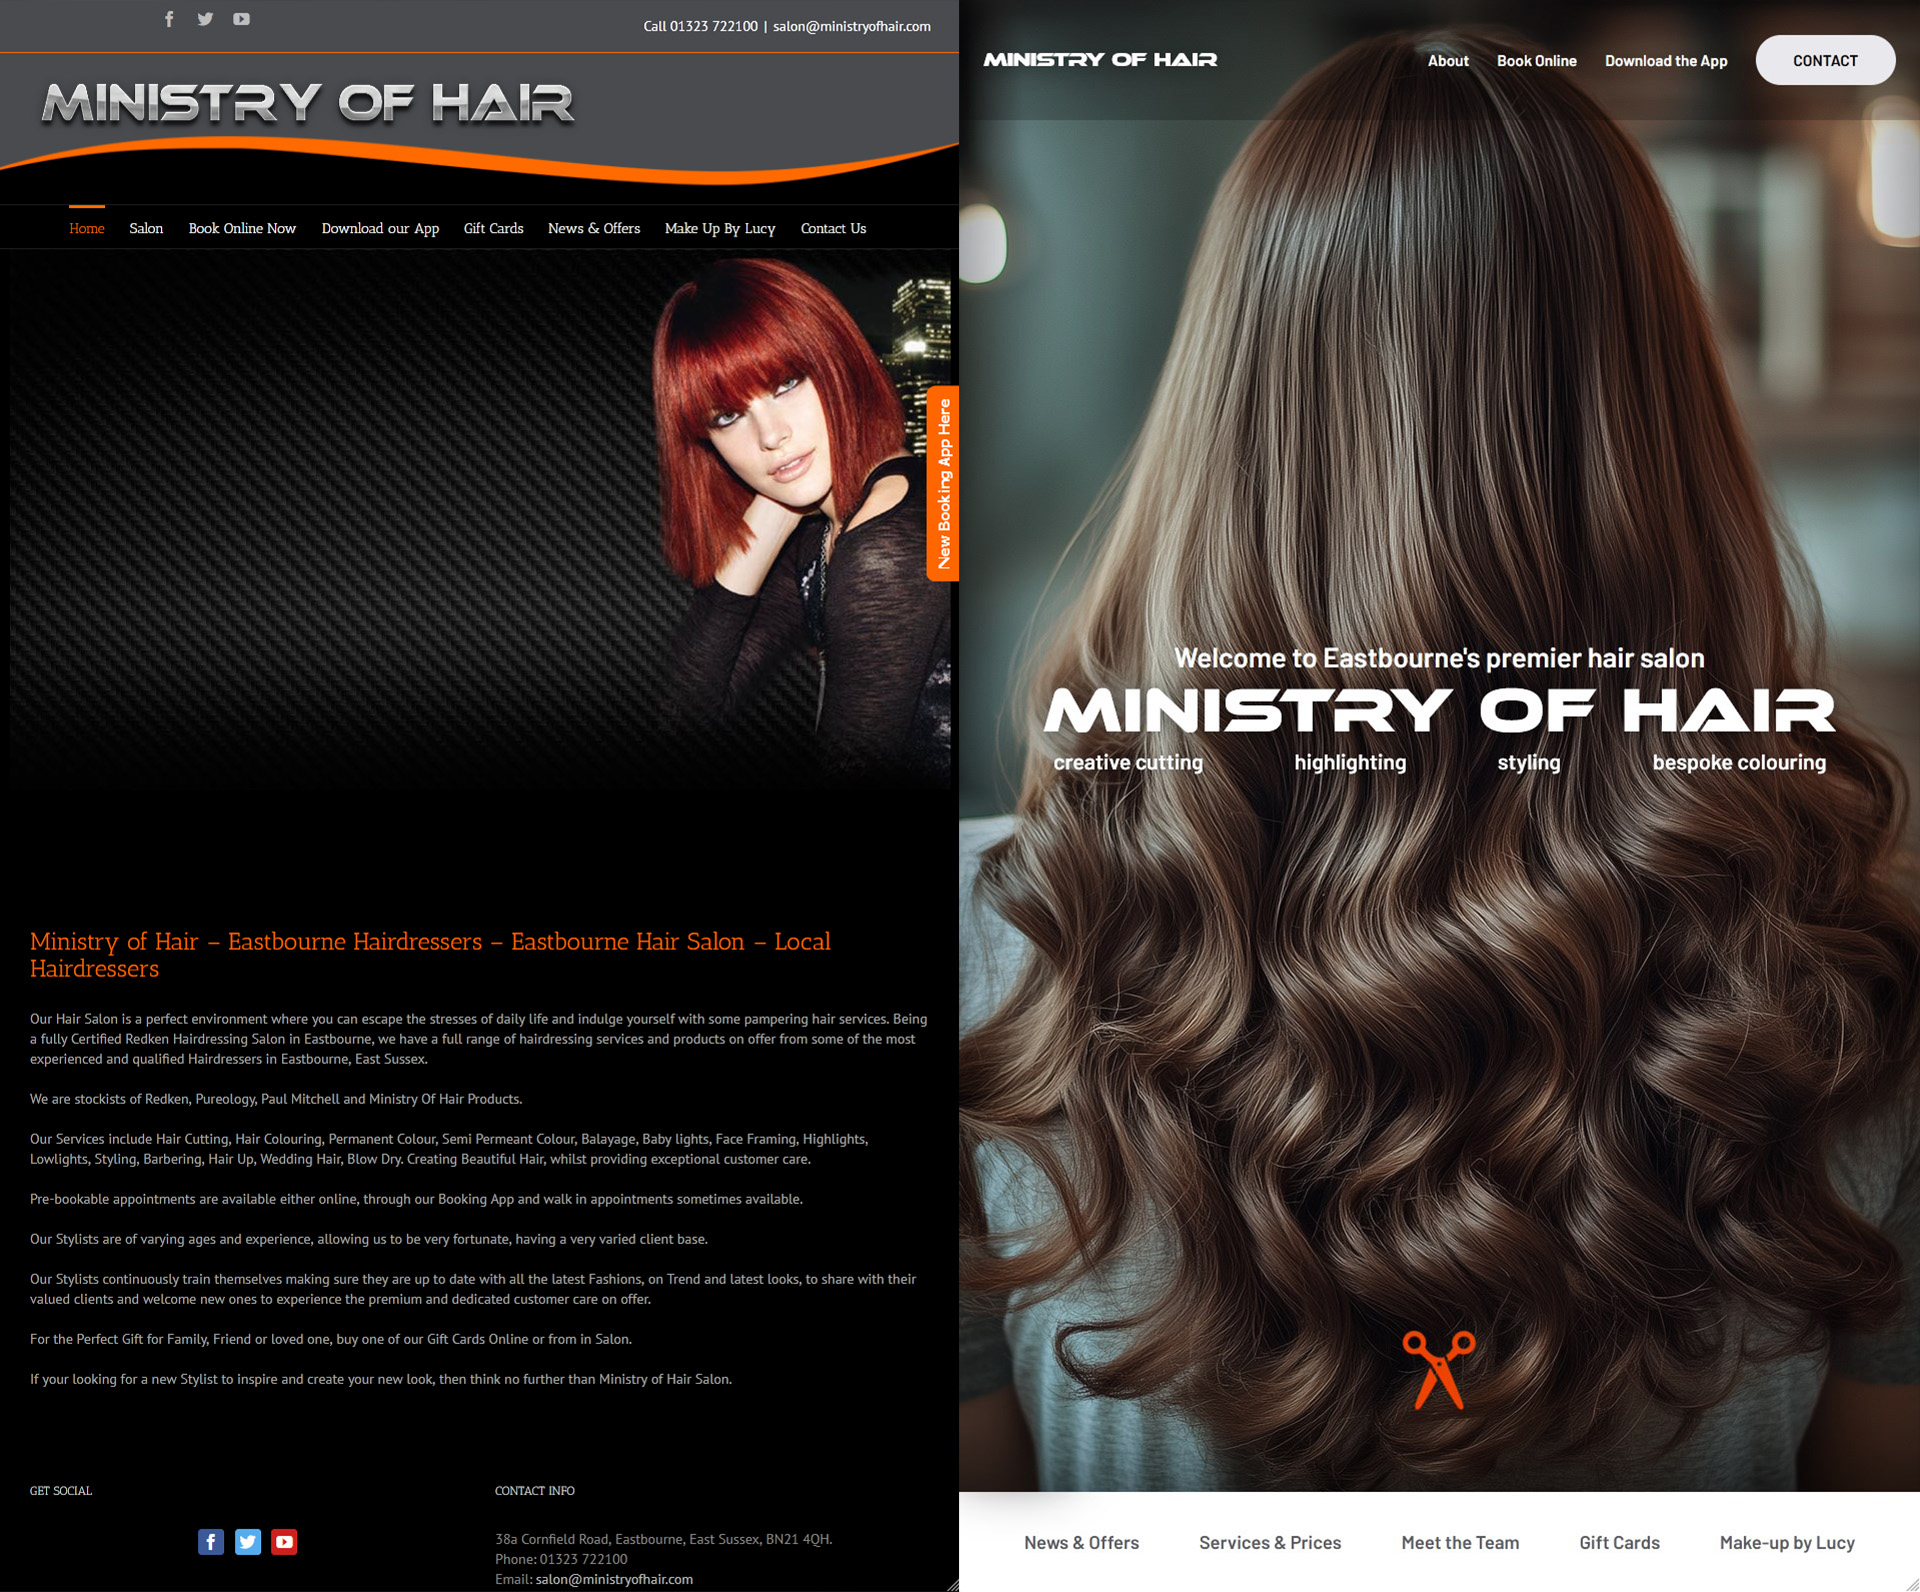 Call 01323 722100 | salon@ministryofhair.com
MINISTRY OF HAIR
Home Salon Book Online Now Download our App Gift Cards News & Offers Make Up By Lucy Contact Us
New Booking App Here
Ministry of Hair – Eastbourne Hairdressers – Eastbourne Hair Salon – Local
Hairdressers
Our Hair Salon is a perfect environment where you can escape the stresses of daily life and indulge yourself with some pampering hair services. Being
a fully Certified Redken Hairdressing Salon in Eastbourne, we have a full range of hairdressing services and products on offer from some of the most
experienced and qualified Hairdressers in Eastbourne, East Sussex.
We are stockists of Redken, Pureology, Paul Mitchell and Ministry Of Hair Products.
Our Services include Hair Cutting, Hair Colouring, Permanent Colour, Semi Permeant Colour, Balayage, Baby lights, Face Framing, Highlights,
Lowlights, Styling, Barbering, Hair Up, Wedding Hair, Blow Dry. Creating Beautiful Hair, whilst providing exceptional customer care.
Pre-bookable appointments are available either online, through our Booking App and walk in appointments sometimes available.
Our Stylists are of varying ages and experience, allowing us to be very fortunate, having a very varied client base.
Our Stylists continuously train themselves making sure they are up to date with all the latest Fashions, on Trend and latest looks, to share with their
valued clients and welcome new ones to experience the premium and dedicated customer care on offer.
For the Perfect Gift for Family, Friend or loved one, buy one of our Gift Cards Online or from in Salon.
If your looking for a new Stylist to inspire and create your new look, then think no further than Ministry of Hair Salon.
GET SOCIAL
CONTACT INFO
38a Cornfield Road, Eastbourne, East Sussex, BN21 4QH.
Phone: 01323 722100
Email: salon@ministryofhair.com
MINISTRY OF HAIR
About Book Online Download the App CONTACT
Welcome to Eastbourne's premier hair salon
MINISTRY OF HAIR
creative cutting highlighting styling bespoke colouring
News & Offers Services & Prices Meet the Team Gift Cards Make-up by Lucy